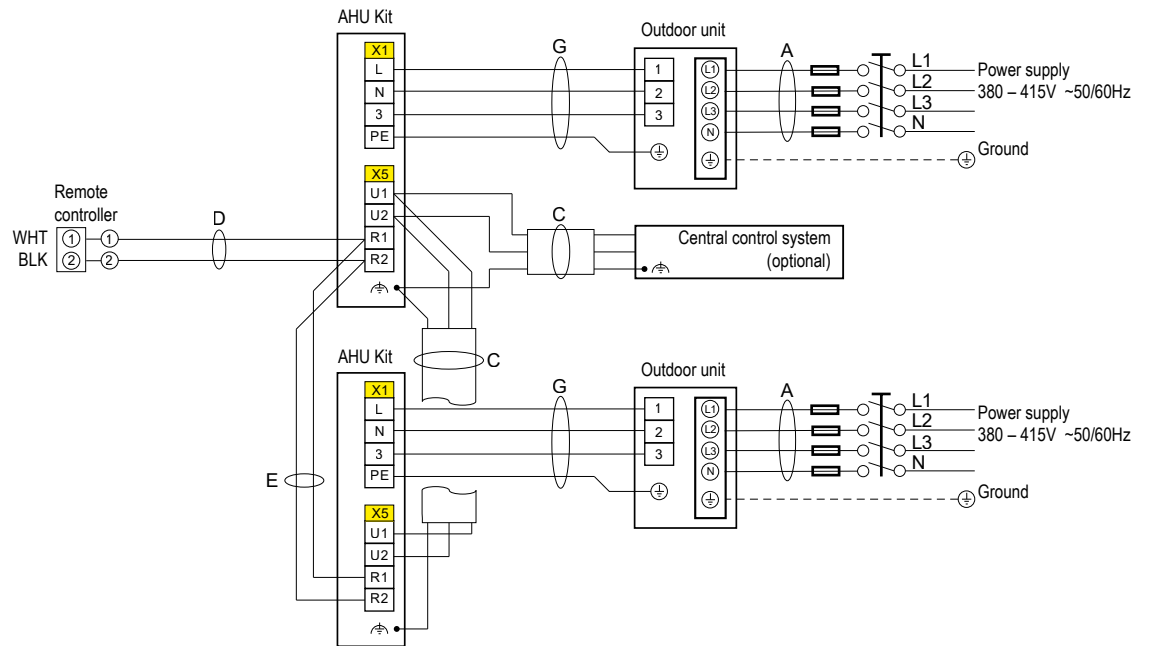 AHU Kit
X1
L
N
3
PE
X5
U1
U2
R1
R2
G
Outdoor unit
1
2
3
L1
L2
L3
N
A
L1
L2
L3
N
Power supply
380 – 415V ~50/60Hz
Ground
Remote
controller
WHT 1 1
BLK 2 2
D
C
Central control system
(optional)
C
E
AHU Kit
X1
L
N
3
PE
X5
U1
U2
R1
R2
G
Outdoor unit
1
2
3
L1
L2
L3
N
A
L1
L2
L3
N
Power supply
380 – 415V ~50/60Hz
Ground